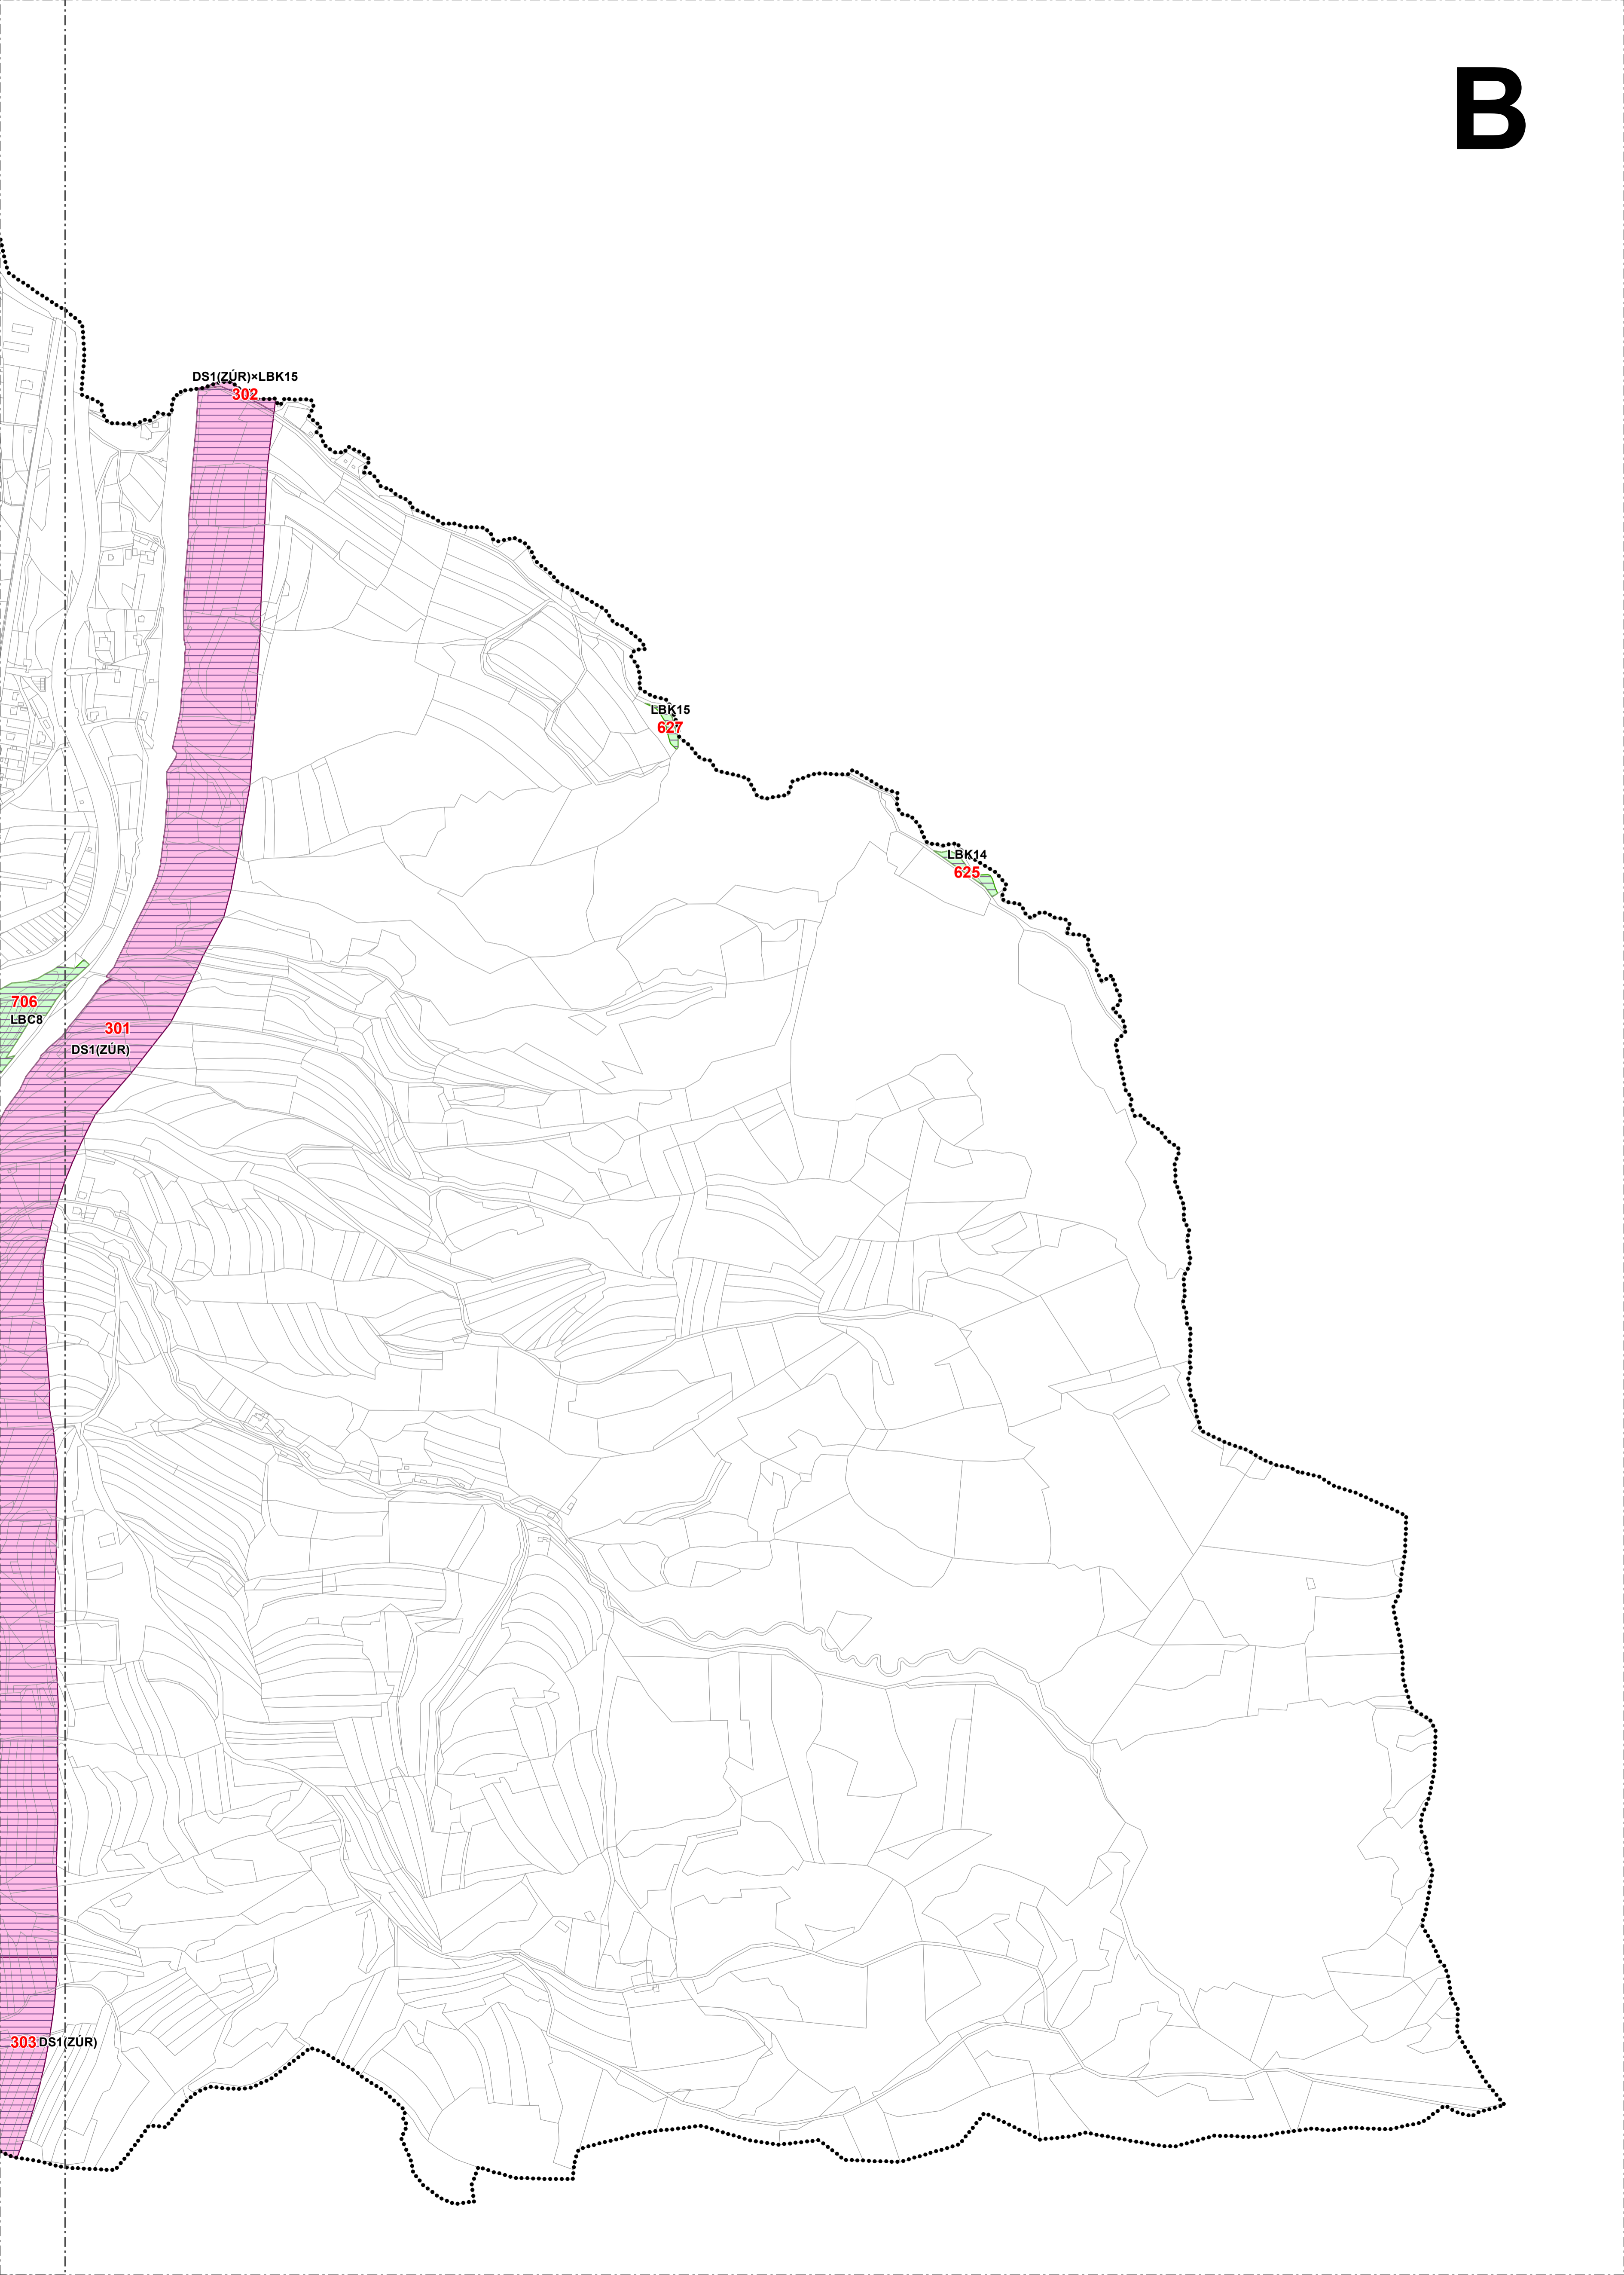 B
DS1(ZÚR)×LBK15
302
LBK15
627
LBK14
625
706
LBC8
301
DS1(ZÚR)
303 DS1(ZÚR)